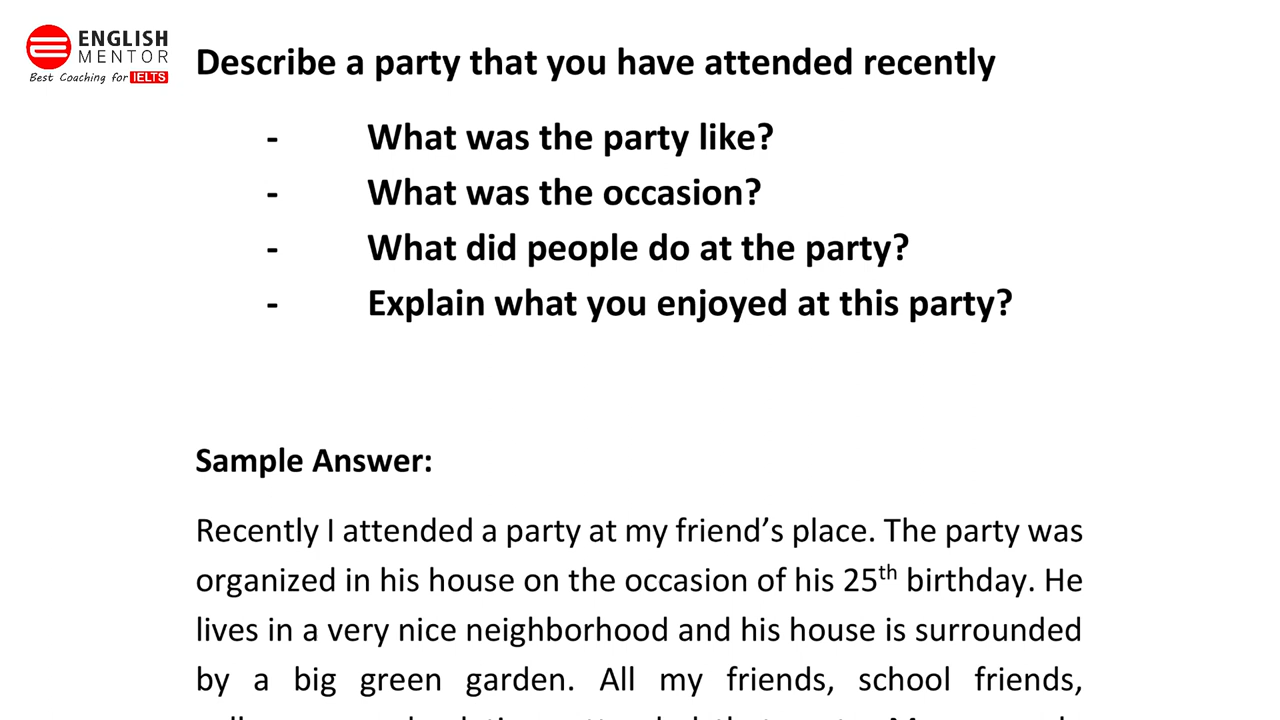 ENGLISH
MENTOR
Best Coaching for IELTS
Describe a party that you have attended recently
- What was the party like?
- What was the occasion?
- What did people do at the party?
- Explain what you enjoyed at this party?
Sample Answer:
Recently I attended a party at my friend’s place. The party was
organized in his house on the occasion of his 25th birthday. He
lives in a very nice neighborhood and his house is surrounded
by a big green garden. All my friends, school friends,